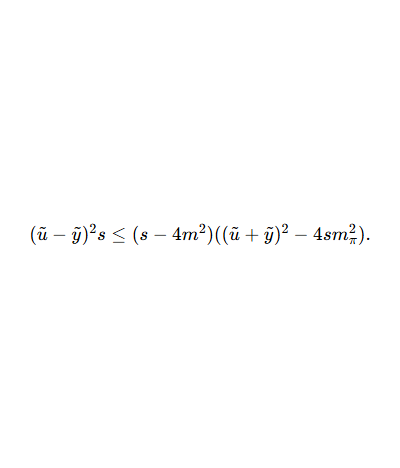 (ũ − ỹ)²s ≤ (s − 4m²)((ũ + ỹ)² − 4sm²_π).